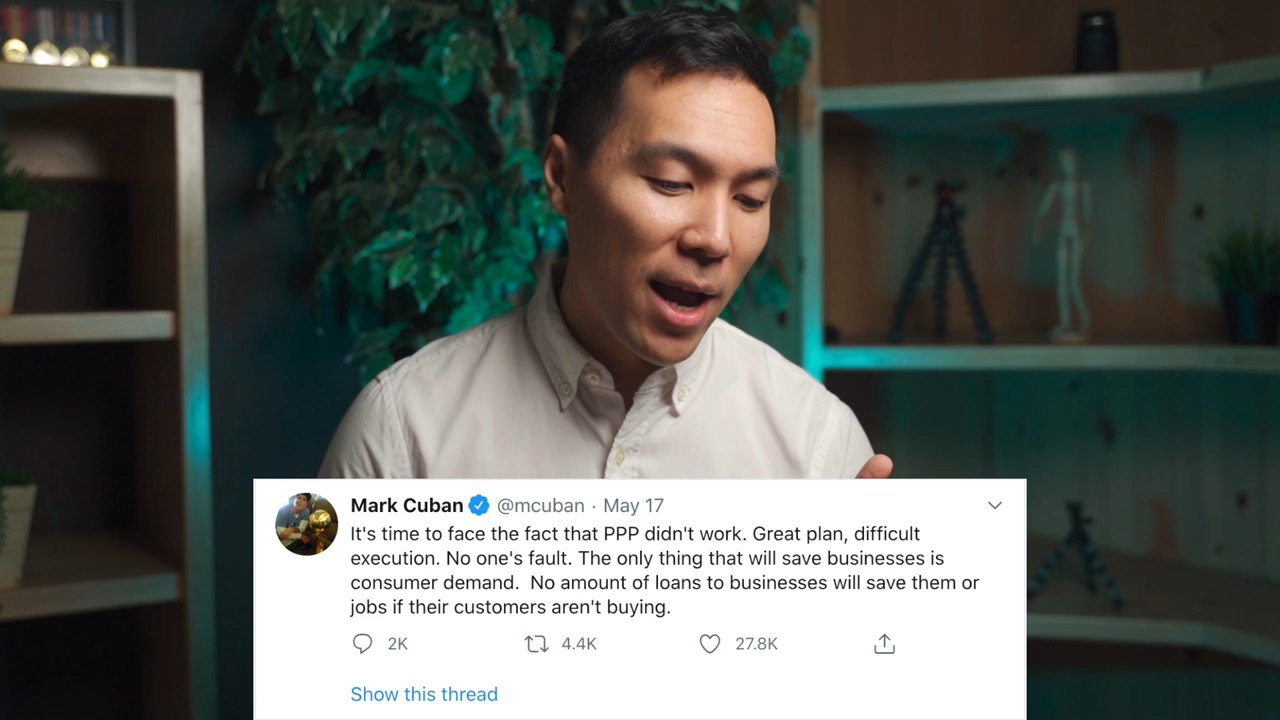 Mark Cuban @mcuban · May 17
It's time to face the fact that PPP didn't work. Great plan, difficult
execution. No one's fault. The only thing that will save businesses is
consumer demand.  No amount of loans to businesses will save them or
jobs if their customers aren't buying.
2K 4.4K 27.8K
Show this thread